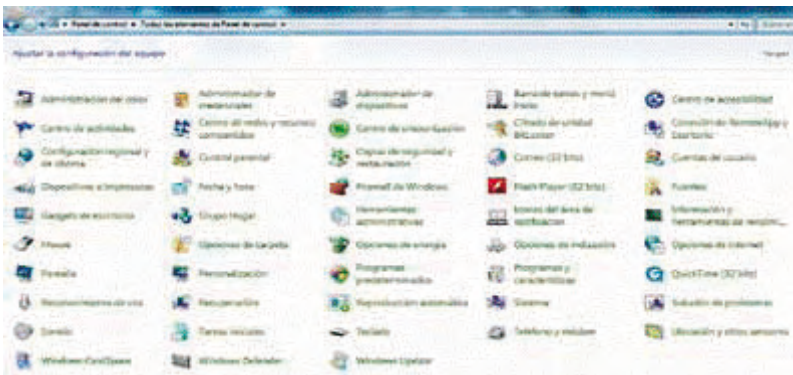 Panel de control ▸ Todos los elementos de Panel de control ▸
Ajustar la configuración del equipo
Administración del color
Administrador de
credenciales
Administrador de
dispositivos
Barra de tareas y menú
Inicio
Centro de accesibilidad
Centro de actividades
Centro de redes y recursos
compartidos
Centro de sincronización
Cifrado de unidad
BitLocker
Conexión de RemoteApp y
Escritorio
Configuración regional y
de idioma
Control parental
Copias de seguridad y
restauración
Correo (32 bits)
Cuentas de usuario
Dispositivos e impresoras
Fecha y hora
Firewall de Windows
Flash Player (32 bits)
Fuentes
Gadgets de escritorio
Grupo Hogar
Herramientas
administrativas
Iconos del área de
notificación
Información y
herramientas de rendimi...
Mouse
Opciones de carpeta
Opciones de energía
Opciones de indización
Opciones de Internet
Pantalla
Personalización
Programas
predeterminados
Programas y
características
QuickTime (32 bits)
Reconocimiento de voz
Recuperación
Reproducción automática
Sistema
Solución de problemas
Sonido
Tareas iniciales
Teclado
Teléfono y módem
Ubicación y otros sensores
Windows CardSpace
Windows Defender
Windows Update